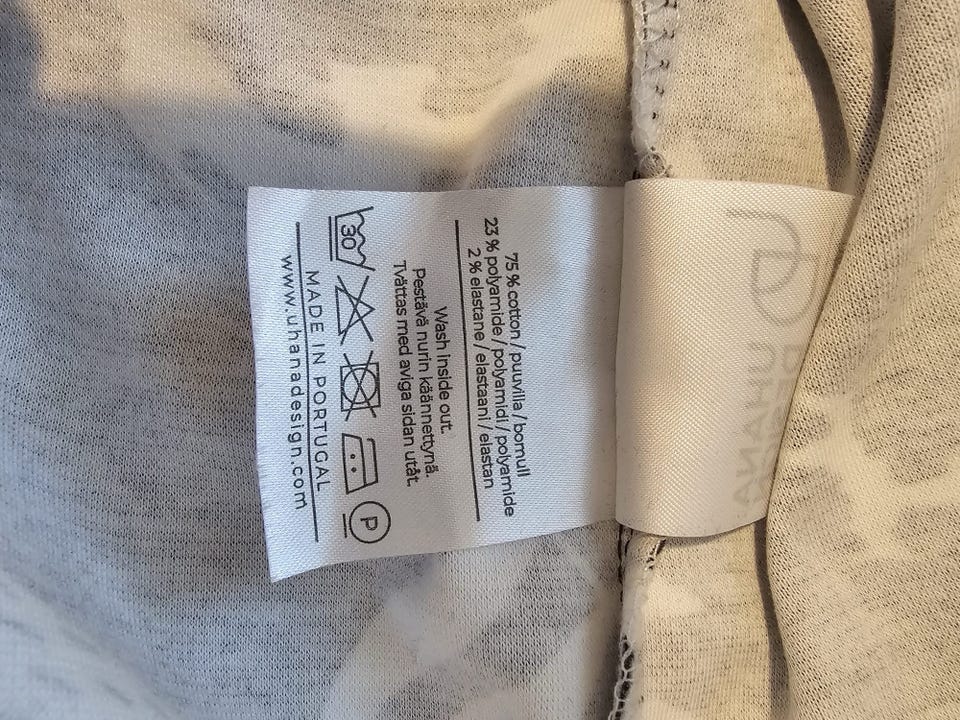 75 % cotton / puuvilla / bomull
23 % polyamide / polyamidi / polyamide
2 % elastane / elastaani / elastan
Wash inside out.
Pestävä nurin käännettynä.
Tvättas med aviga sidan utåt.
30 P
MADE IN PORTUGAL
www.uhanadesign.com
UHANA